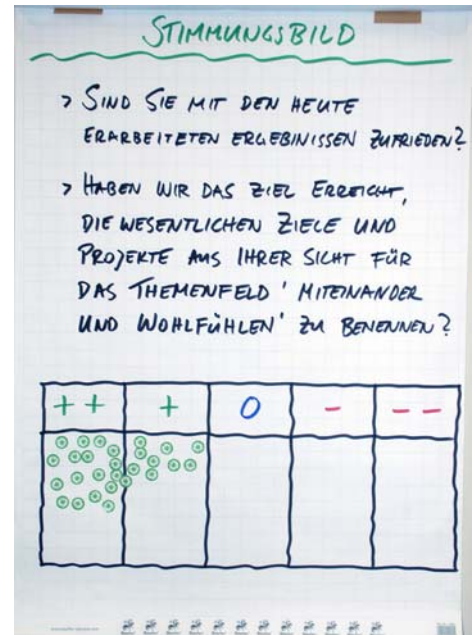 STIMMUNGSBILD
> SIND SIE MIT DEN HEUTE
ERARBEITETEN ERGEBINISSEN ZUFRIEDEN?
> HABEN WIR DAS ZIEL ERREICHT,
DIE WESENTLICHEN ZIELE UND
PROJEKTE AUS IHRER SICHT FÜR
DAS THEMENFELD 'MITEINANDER
UND WOHLFÜHLEN' ZU BENENNEN?
++ + O - --